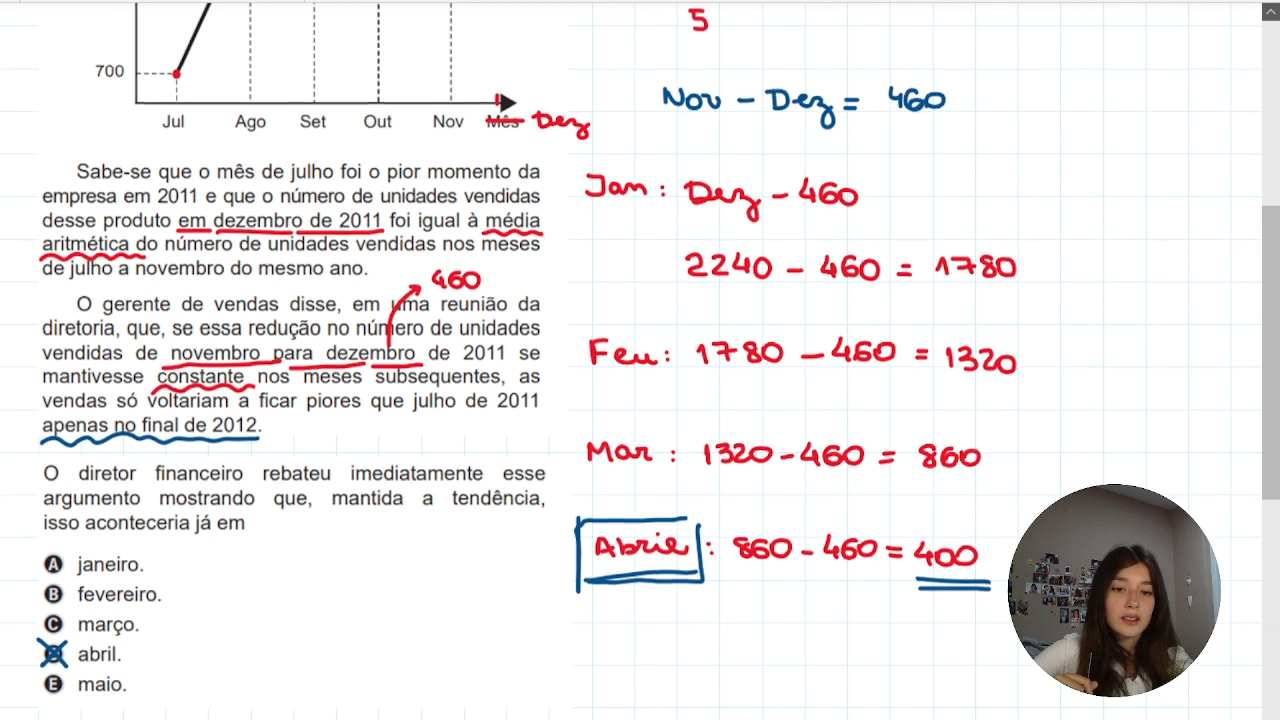 5
700
Jul Ago Set Out Nov Mês Dez
Nov - Dez = 460
Sabe-se que o mês de julho foi o pior momento da
empresa em 2011 e que o número de unidades vendidas
desse produto em dezembro de 2011 foi igual à média
aritmética do número de unidades vendidas nos meses
de julho a novembro do mesmo ano.
460
O gerente de vendas disse, em uma reunião da
diretoria, que, se essa redução no número de unidades
vendidas de novembro para dezembro de 2011 se
mantivesse constante nos meses subsequentes, as
vendas só voltariam a ficar piores que julho de 2011
apenas no final de 2012.
O diretor financeiro rebateu imediatamente esse
argumento mostrando que, mantida a tendência,
isso aconteceria já em
A janeiro.
B fevereiro.
C março.
D abril.
E maio.
Jan : Dez - 460
2240 - 460 = 1780
Feu : 1780 - 460 = 1320
Mar : 1320 - 460 = 860
Abril : 860 - 460 = 400